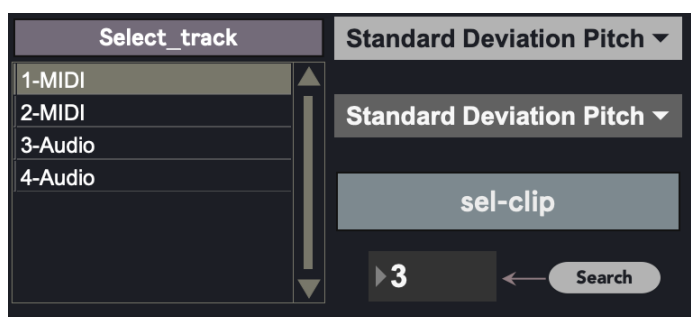 Select_track
1-MIDI
2-MIDI
3-Audio
4-Audio
Standard Deviation Pitch
Standard Deviation Pitch
sel-clip
3
Search